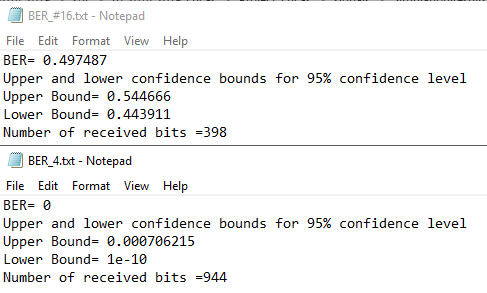 BER_#16.txt - Notepad
File Edit Format View Help
BER= 0.497487
Upper and lower confidence bounds for 95% confidence level
Upper Bound= 0.544666
Lower Bound= 0.443911
Number of received bits =398
BER_4.txt - Notepad
File Edit Format View Help
BER= 0
Upper and lower confidence bounds for 95% confidence level
Upper Bound= 0.000706215
Lower Bound= 1e-10
Number of received bits =944